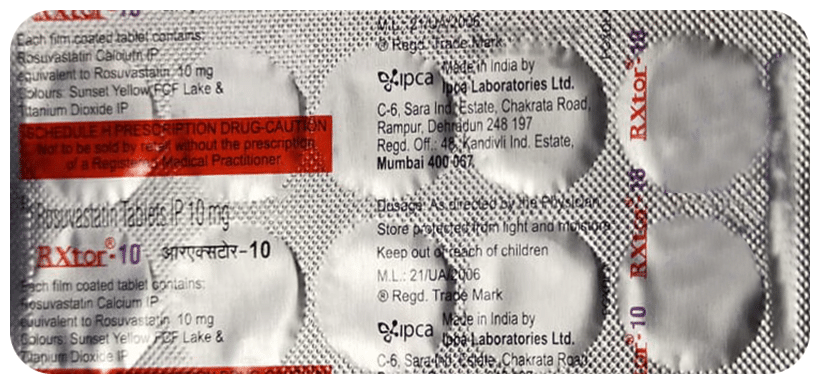 RXtor®-10
Each film coated tablet contains:
Rosuvastatin Calcium IP
equivalent to Rosuvastatin 10 mg
Colours: Sunset Yellow FCF Lake &
Titanium Dioxide IP
SCHEDULE H PRESCRIPTION DRUG-CAUTION
Not to be sold by retail without the prescription
of a Registered Medical Practitioner.
Rosuvastatin Tablets IP 10 mg
RXtor®-10 आरएक्सटोर-10
Each film coated tablet contains:
Rosuvastatin Calcium IP
equivalent to Rosuvastatin 10 mg
Colours: Sunset Yellow FCF Lake &
Titanium Dioxide IP
M.L.: 21/UA/2006
® Regd. Trade Mark
ipca
Made in India by
Ipca Laboratories Ltd.
C-6, Sara Ind. Estate, Chakrata Road,
Rampur, Dehradun 248 197
Regd. Off.: 48, Kandivli Ind. Estate,
Mumbai 400 067.
Dosage: As directed by the Physician
Store protected from light and moisture
Keep out of reach of children
M.L.: 21/UA/2006
® Regd. Trade Mark
ipca
Made in India by
Ipca Laboratories Ltd.
C-6, Sara Ind. Estate, Chakrata Road,
RXtor®-10
RXtor®-10
-10